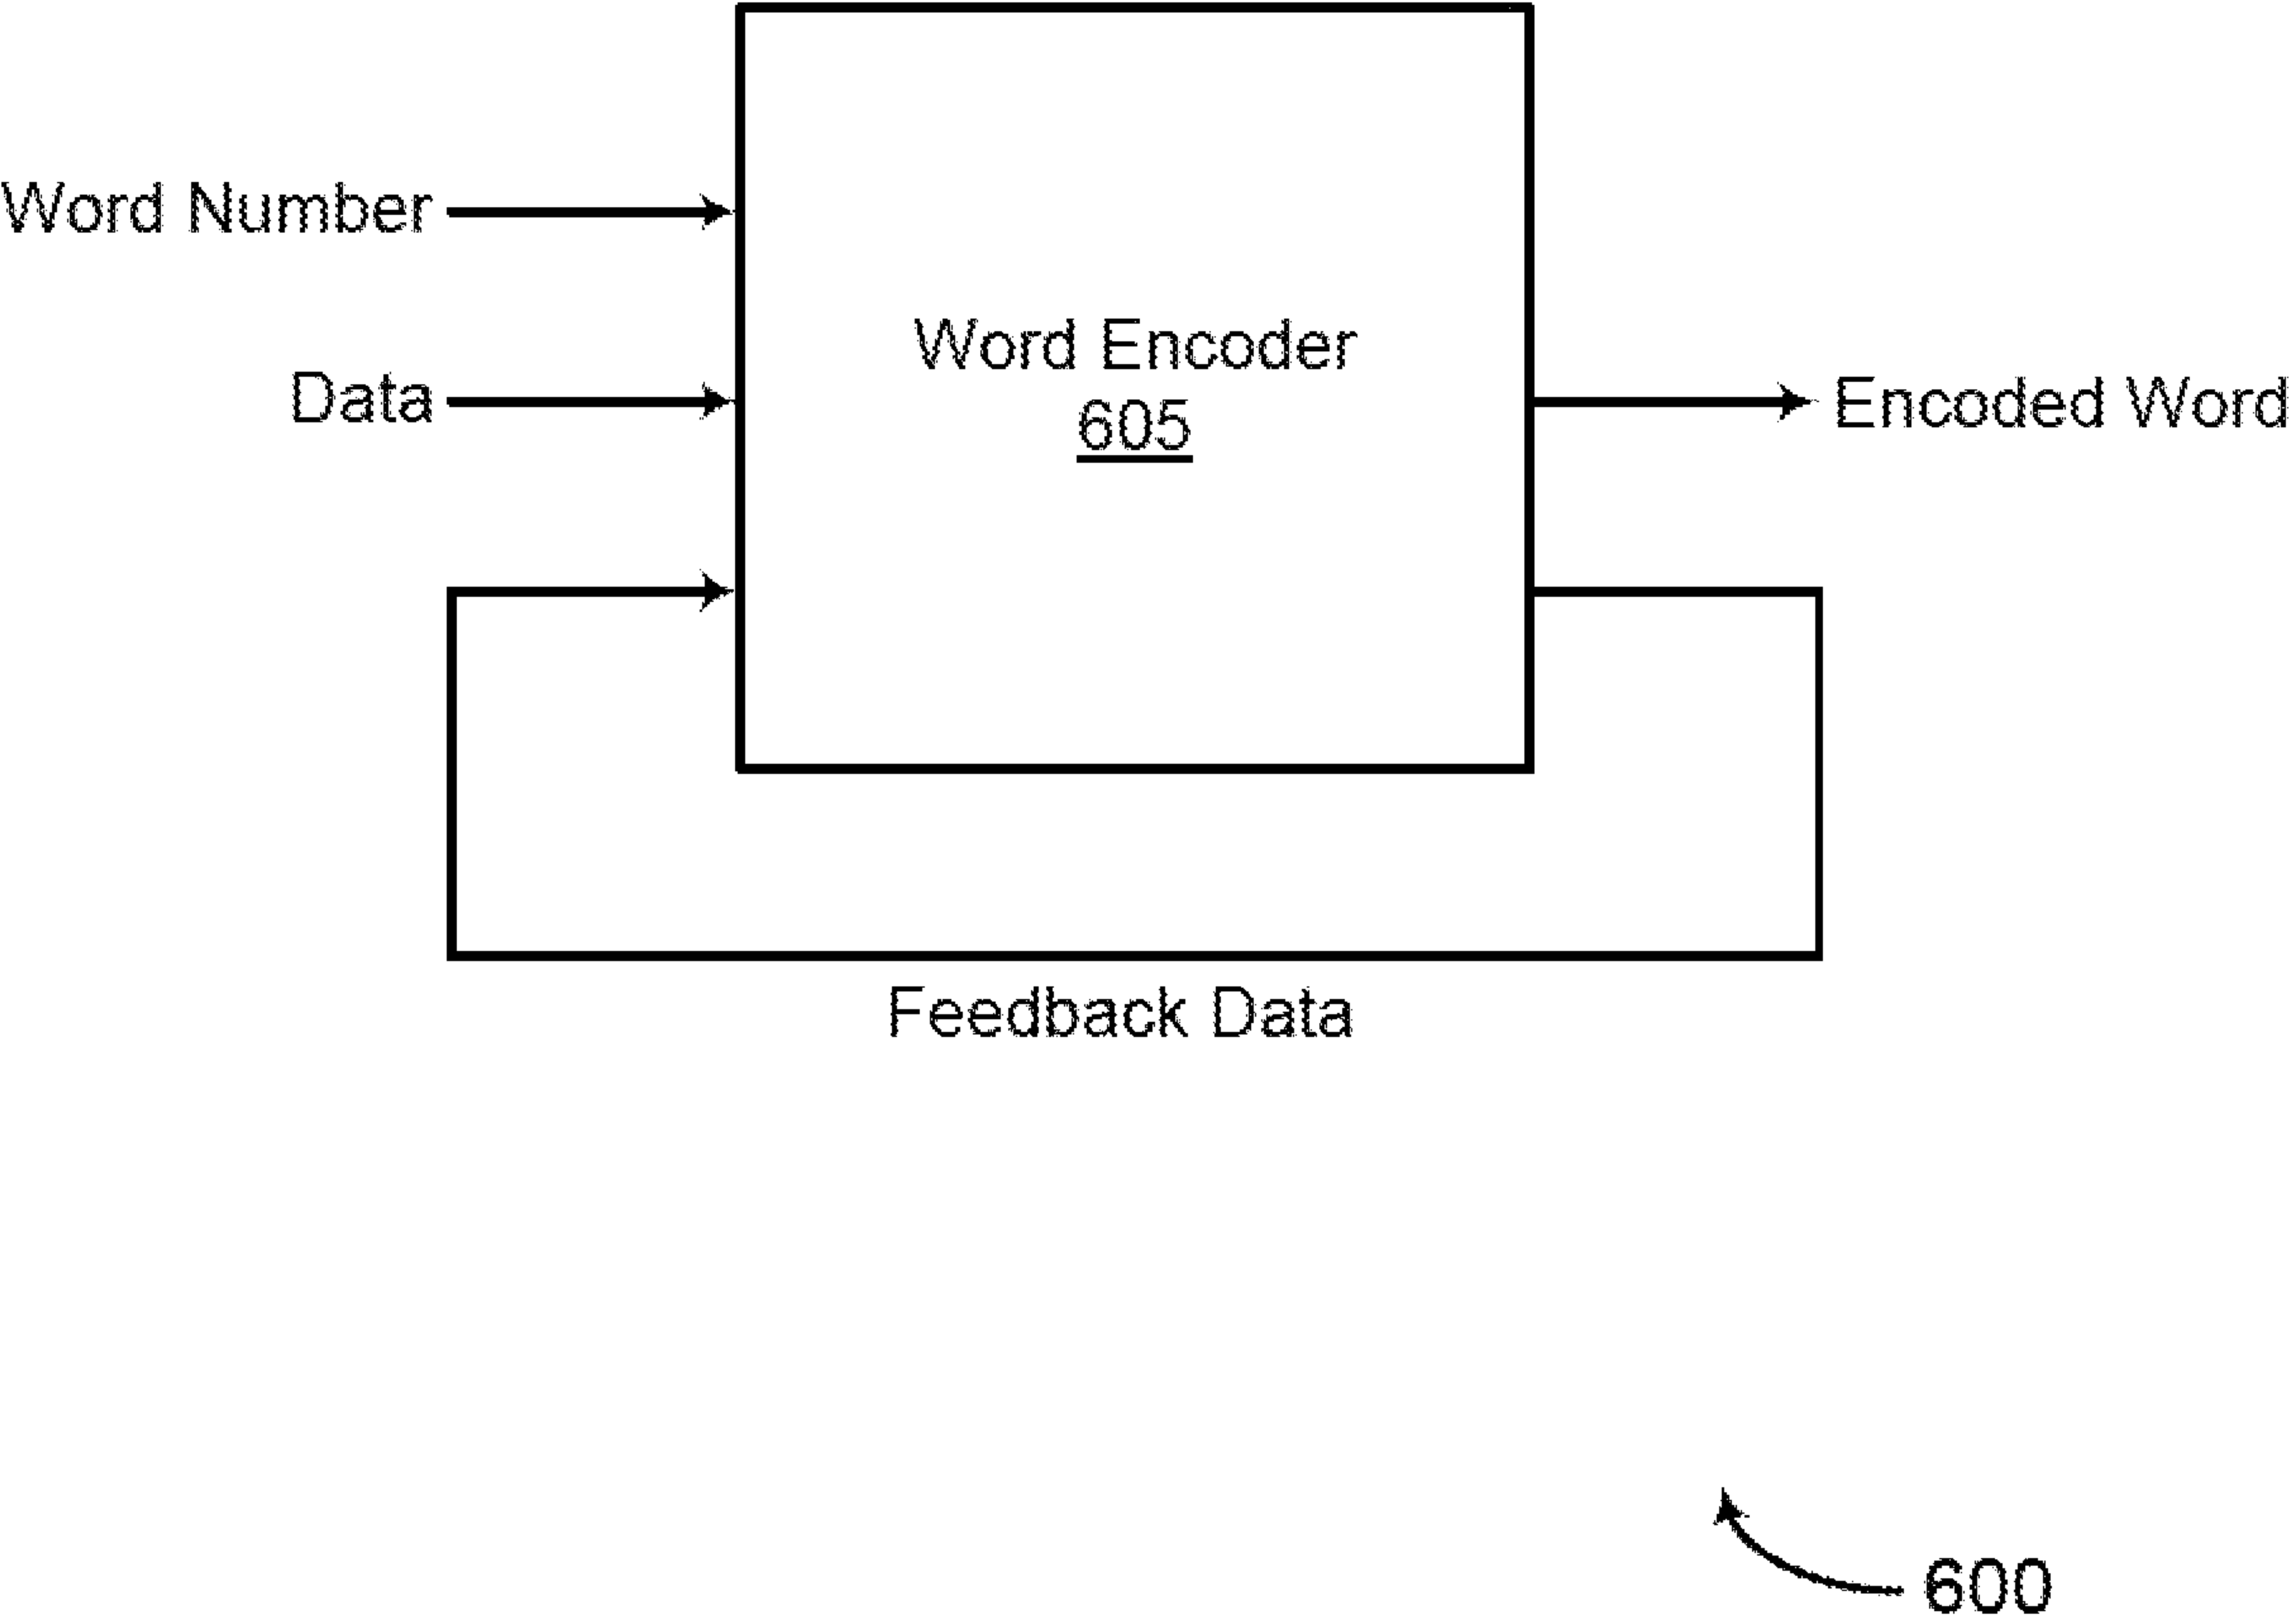 Word Number
Word Encoder
605
Data
Encoded Word
Feedback Data
600